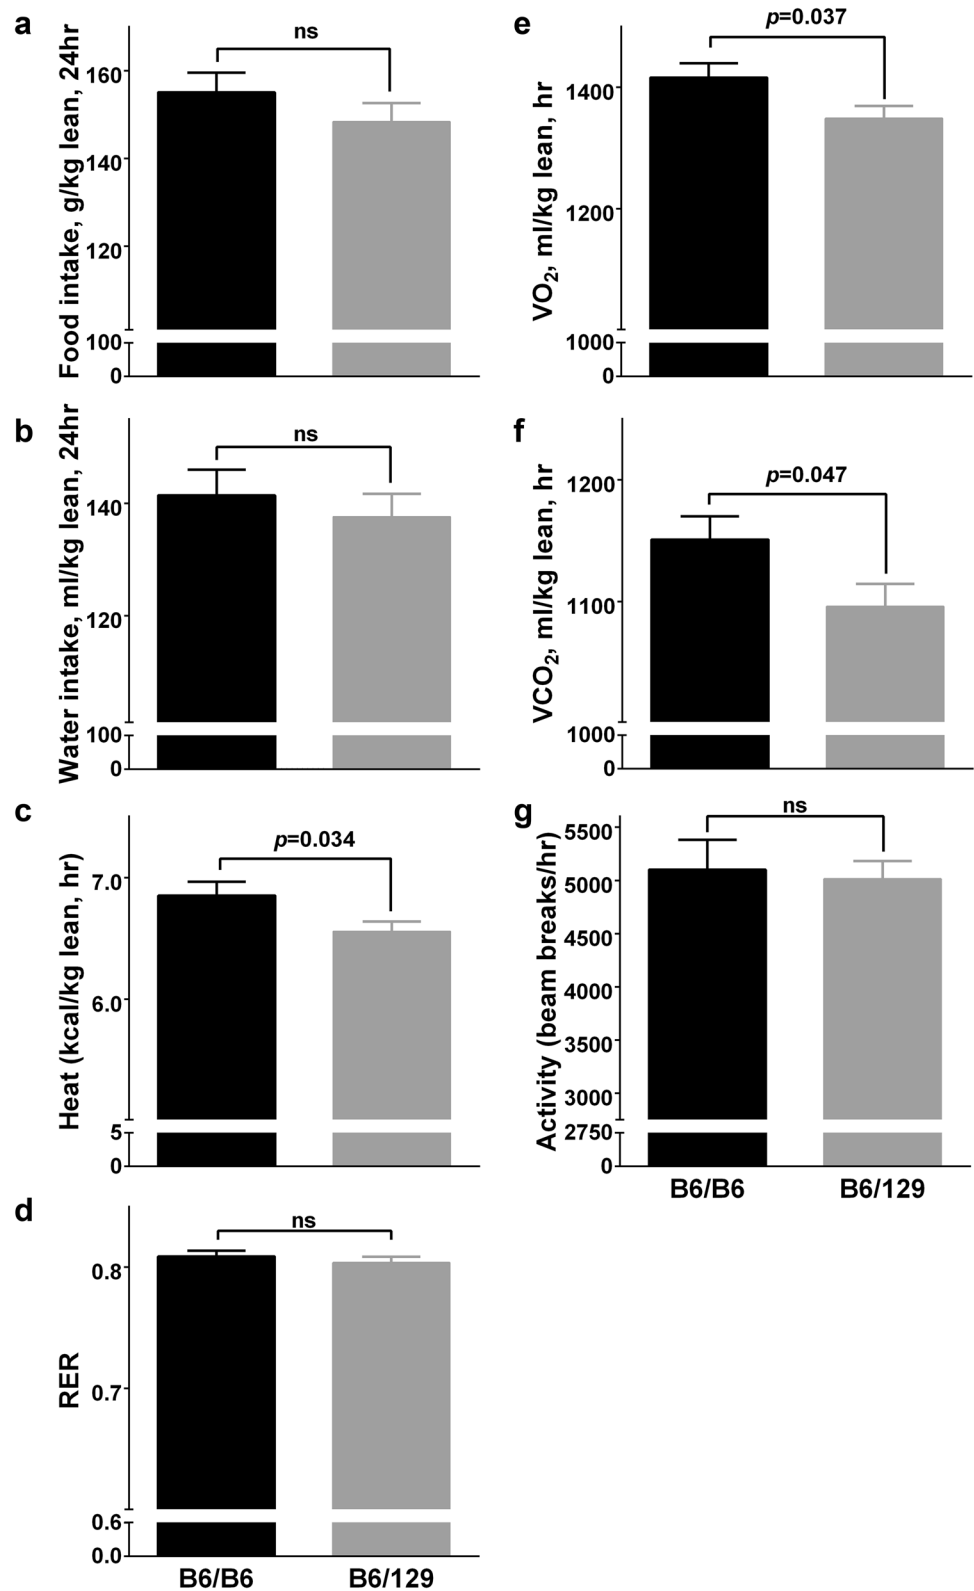 a
Food intake, g/kg lean, 24hr
ns
160
140
120
100
0
b
Water intake, ml/kg lean, 24hr
ns
140
120
100
0
c
Heat (kcal/kg lean, hr)
p=0.034
7.0
6.0
5
0
d
RER
ns
0.8
0.7
0.6
0.0
B6/B6 B6/129
e
VO2, ml/kg lean, hr
p=0.037
1400
1200
1000
0
f
VCO2, ml/kg lean, hr
p=0.047
1200
1100
1000
0
g
Activity (beam breaks/hr)
ns
5500
5000
4500
4000
3500
3000
2750
0
B6/B6 B6/129